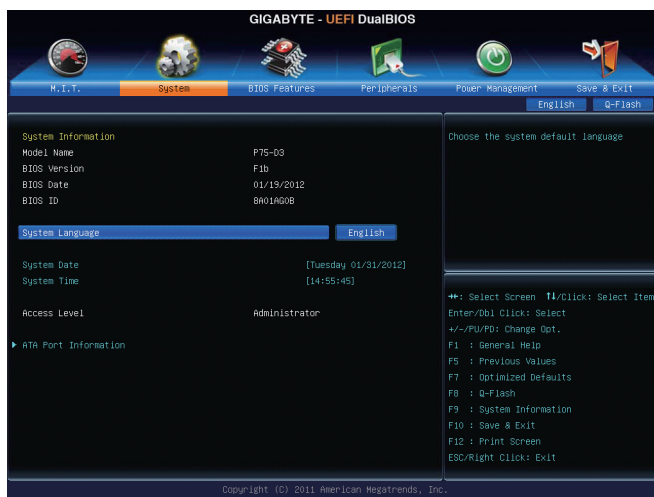 GIGABYTE - UEFI DualBIOS
M.I.T. System BIOS Features Peripherals Power Management Save & Exit
English Q-Flash
System Information
Model Name P75-D3
BIOS Version F1b
BIOS Date 01/19/2012
BIOS ID 8A01AG0B
System Language English
System Date [Tuesday 01/31/2012]
System Time [14:55:45]
Access Level Administrator
ATA Port Information
Choose the system default language
→←: Select Screen ↑↓/Click: Select Item
Enter/Dbl Click: Select
+/-/PU/PD: Change Opt.
F1 : General Help
F5 : Previous Values
F7 : Optimized Defaults
F8 : Q-Flash
F9 : System Information
F10 : Save & Exit
F12 : Print Screen
ESC/Right Click: Exit
Copyright (C) 2011 American Megatrends, Inc.